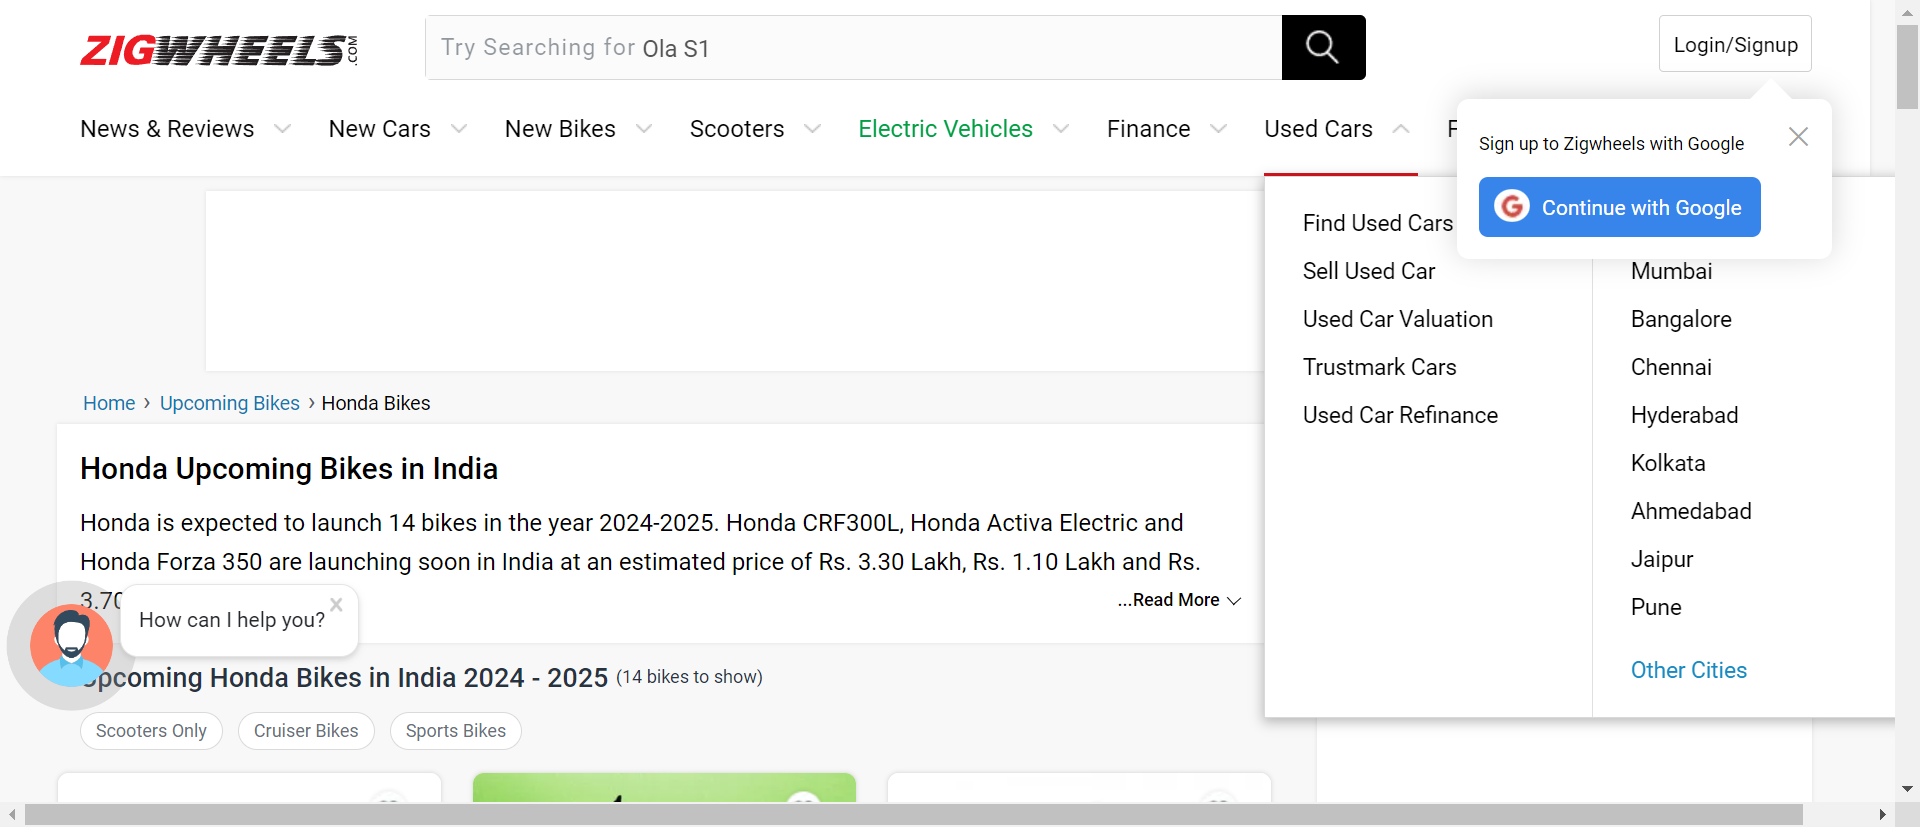 ZIGWHEELS.COM
Try Searching for Ola S1
Login/Signup
News & Reviews
New Cars
New Bikes
Scooters
Electric Vehicles
Finance
Used Cars
F
Sign up to Zigwheels with Google
Continue with Google
Find Used Cars
Sell Used Car
Used Car Valuation
Trustmark Cars
Used Car Refinance
Mumbai
Bangalore
Chennai
Hyderabad
Kolkata
Ahmedabad
Jaipur
Pune
Other Cities
Home › Upcoming Bikes › Honda Bikes
Honda Upcoming Bikes in India
Honda is expected to launch 14 bikes in the year 2024-2025. Honda CRF300L, Honda Activa Electric and
Honda Forza 350 are launching soon in India at an estimated price of Rs. 3.30 Lakh, Rs. 1.10 Lakh and Rs.
3.70
...Read More
How can I help you?
Upcoming Honda Bikes in India 2024 - 2025 (14 bikes to show)
Scooters Only
Cruiser Bikes
Sports Bikes